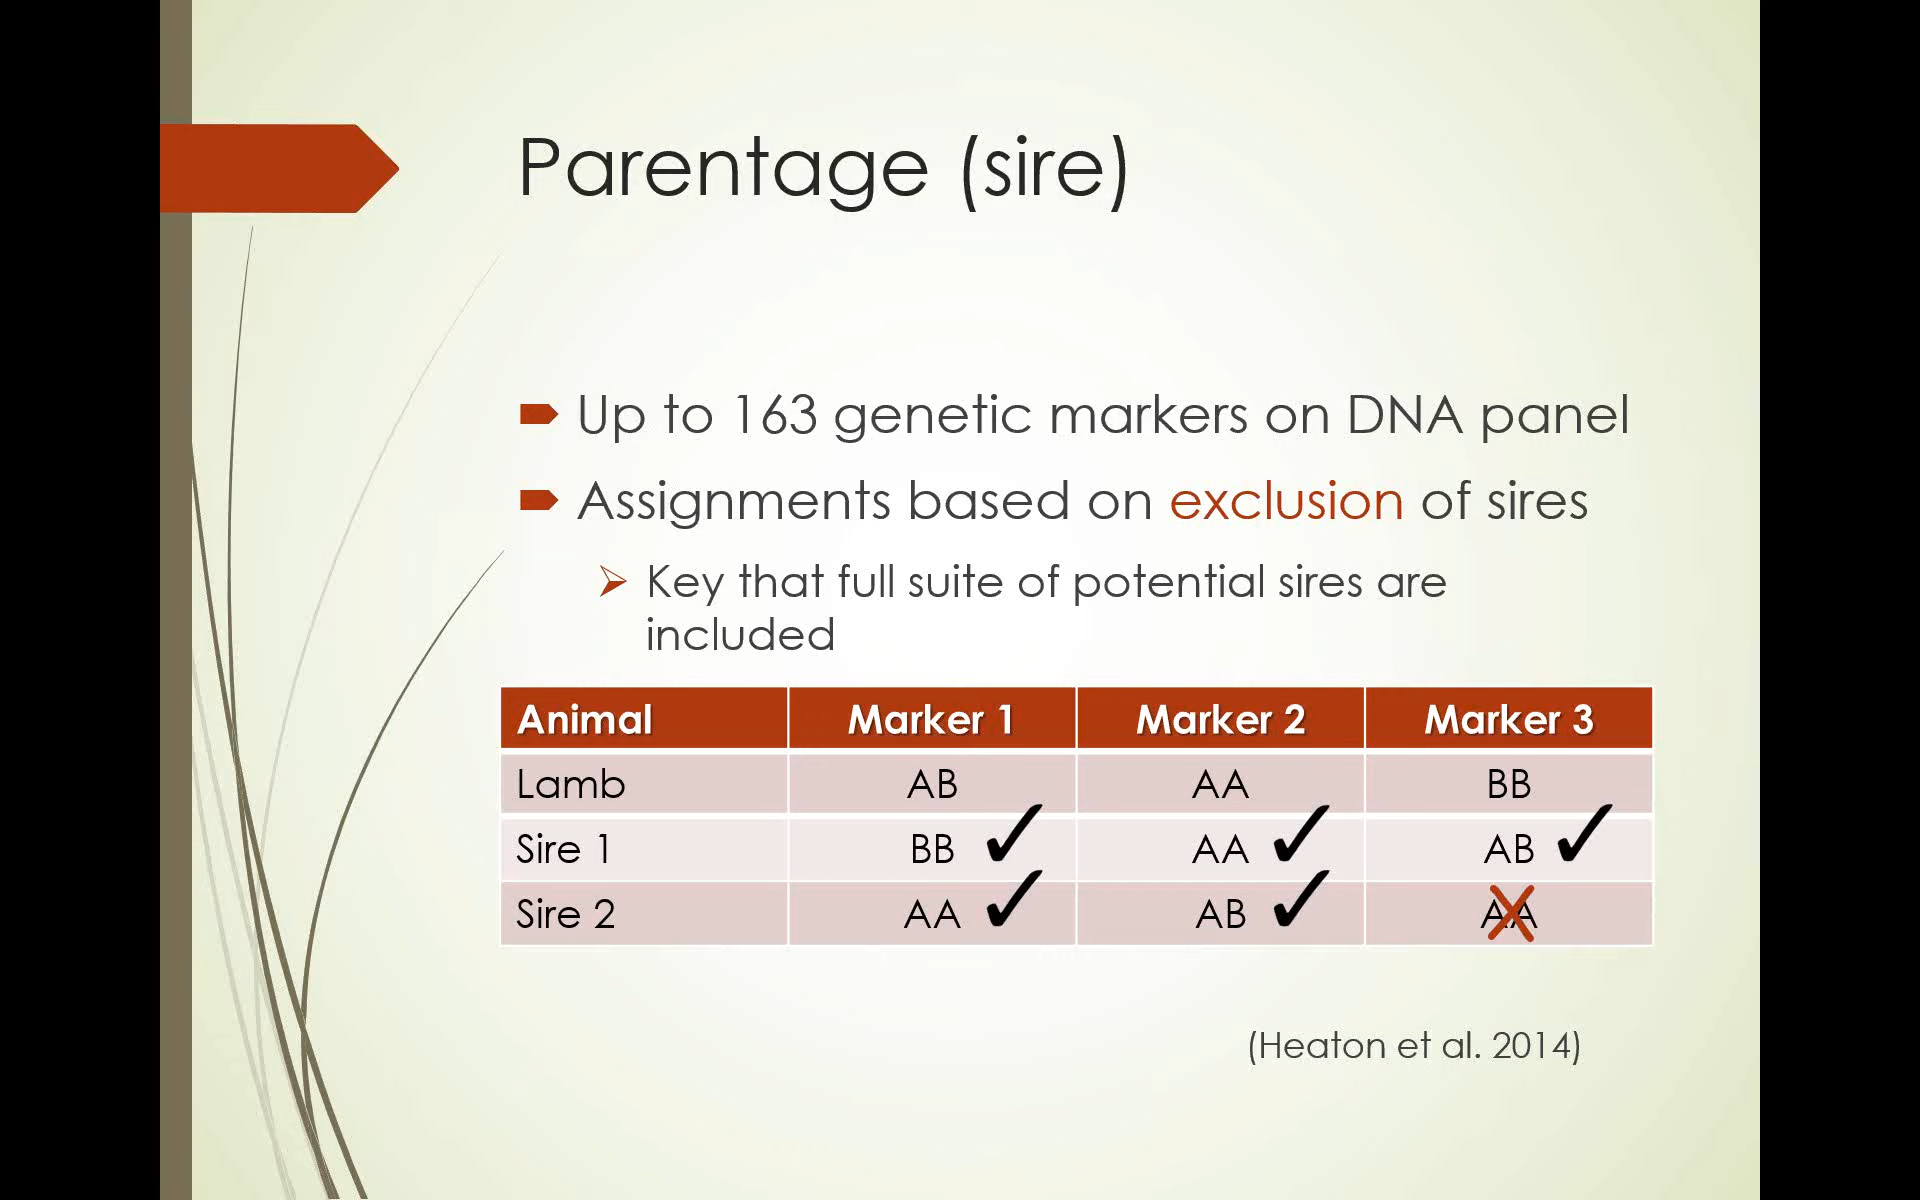 Parentage (sire)
Up to 163 genetic markers on DNA panel
Assignments based on exclusion of sires
Key that full suite of potential sires are
included
Animal Marker 1 Marker 2 Marker 3
Lamb AB AA BB
Sire 1 BB ✓ AA ✓ AB ✓
Sire 2 AA ✓ AB ✓ AA
(Heaton et al. 2014)